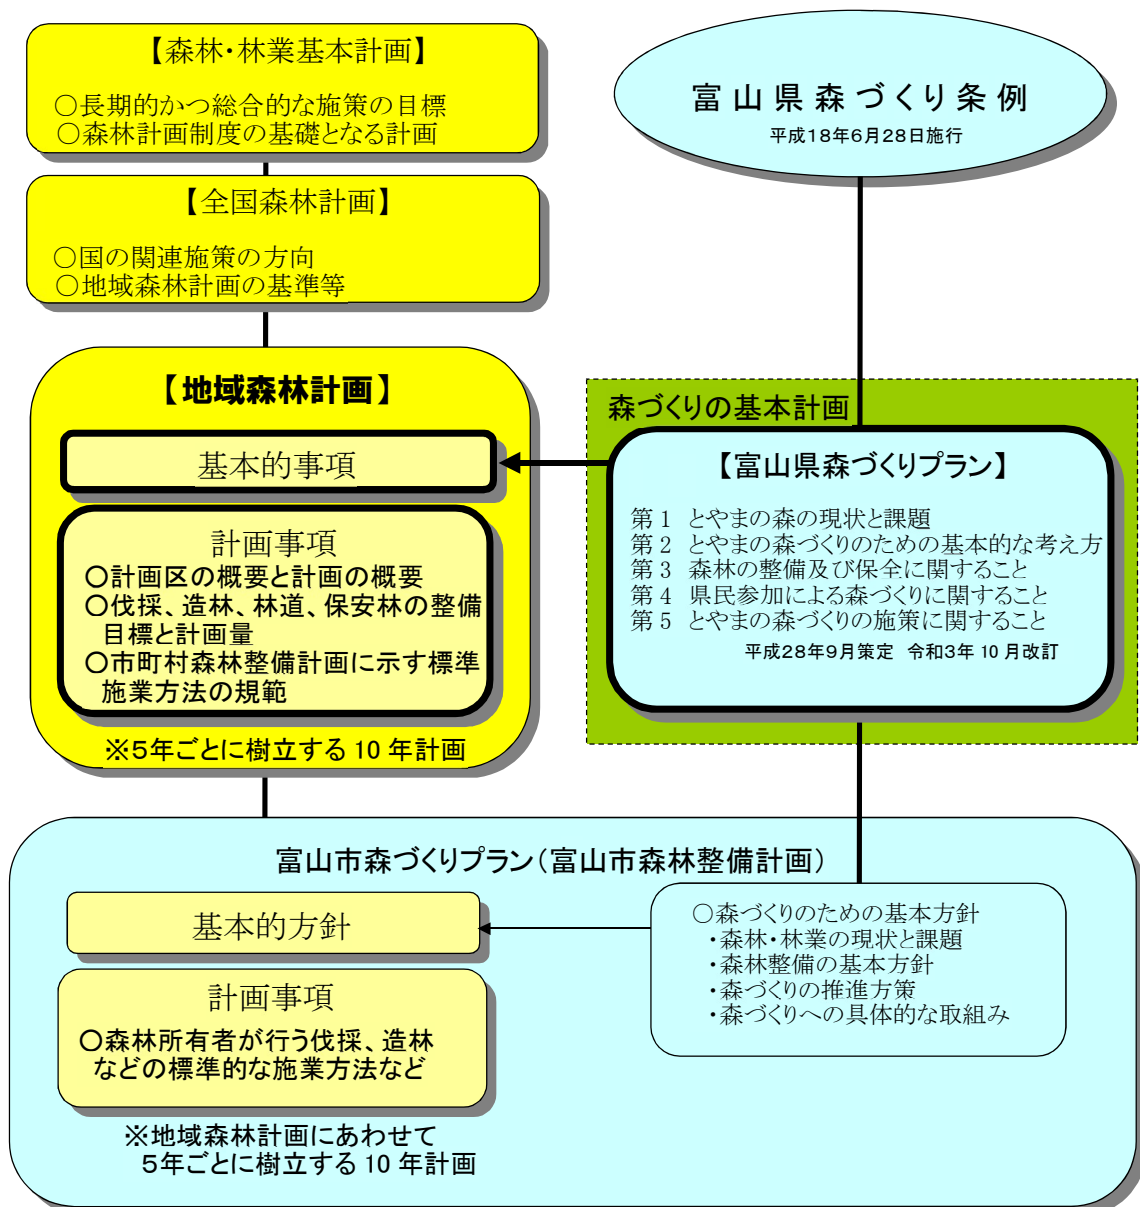 【森林・林業基本計画】
○長期的かつ総合的な施策の目標
○森林計画制度の基礎となる計画
【全国森林計画】
○国の関連施策の方向
○地域森林計画の基準等
【地域森林計画】
基本的事項
計画事項
○計画区の概要と計画の概要
○伐採、造林、林道、保安林の整備
目標と計画量
○市町村森林整備計画に示す標準
施業方法の規範
※5年ごとに樹立する 10 年計画
富山県森づくり条例
平成18年6月28日施行
森づくりの基本計画
【富山県森づくりプラン】
第1 とやまの森の現状と課題
第2 とやまの森づくりのための基本的な考え方
第3 森林の整備及び保全に関すること
第4 県民参加による森づくりに関すること
第5 とやまの森づくりの施策に関すること
平成28年9月策定 令和3年 10 月改訂
富山市森づくりプラン(富山市森林整備計画)
基本的方針
計画事項
○森林所有者が行う伐採、造林
などの標準的な施業方法など
※地域森林計画にあわせて
5年ごとに樹立する 10 年計画
○森づくりのための基本方針
・森林・林業の現状と課題
・森林整備の基本方針
・森づくりの推進方策
・森づくりへの具体的な取組み